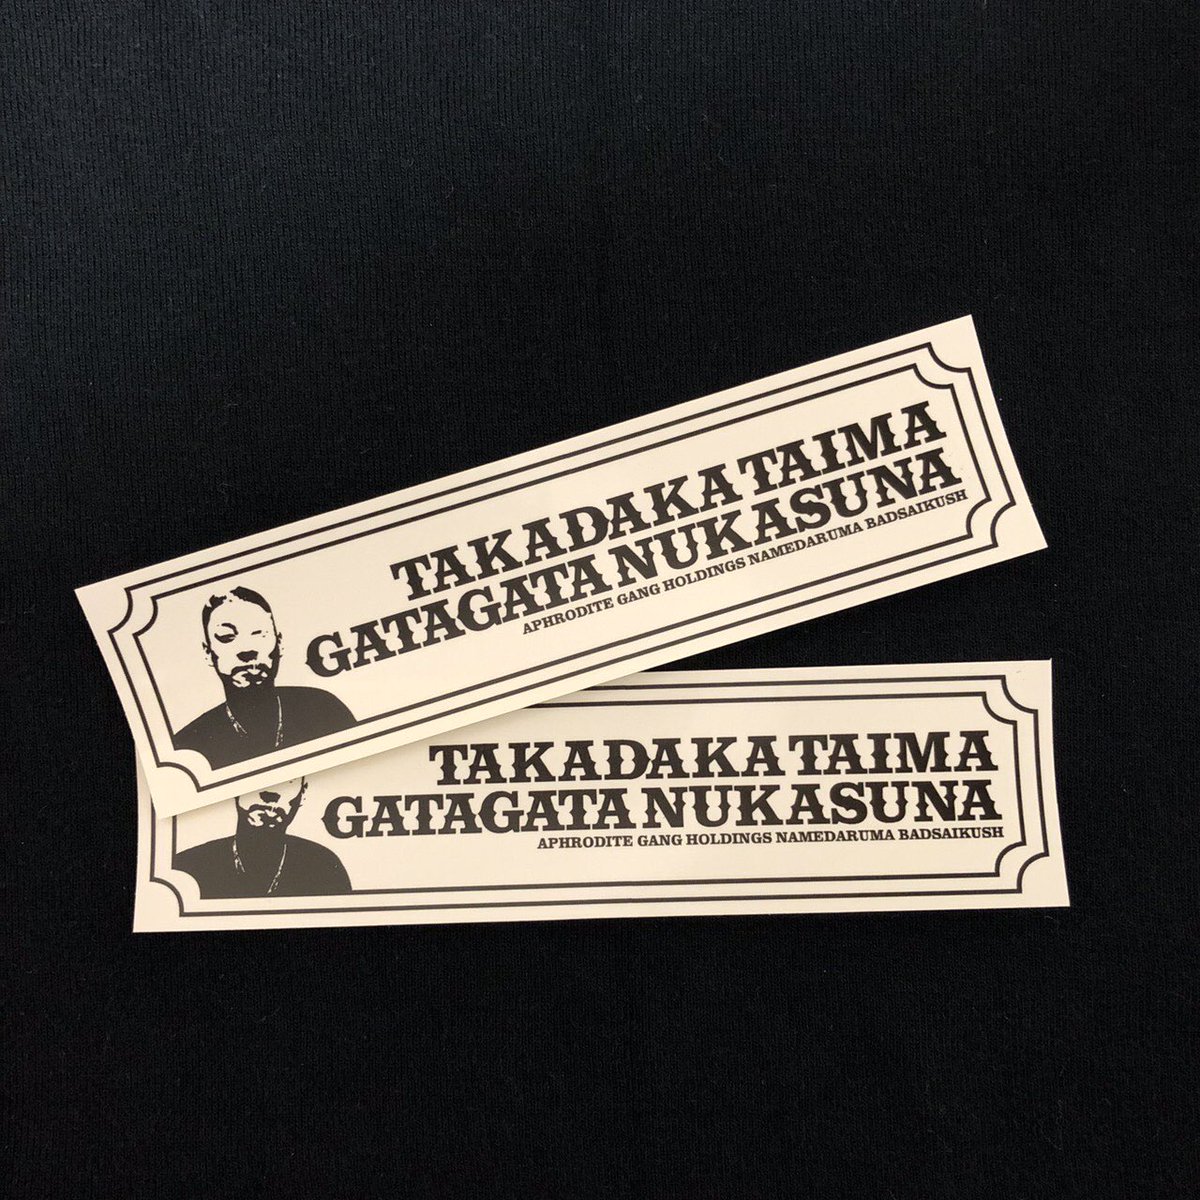 TAKADAKA TAIMA
GATAGATA NUKASUNA
APHRODITE GANG HOLDINGS NAMEDARUMA BADSAIKUSH
TAKADAKA TAIMA
GATAGATA NUKASUNA
APHRODITE GANG HOLDINGS NAMEDARUMA BADSAIKUSH